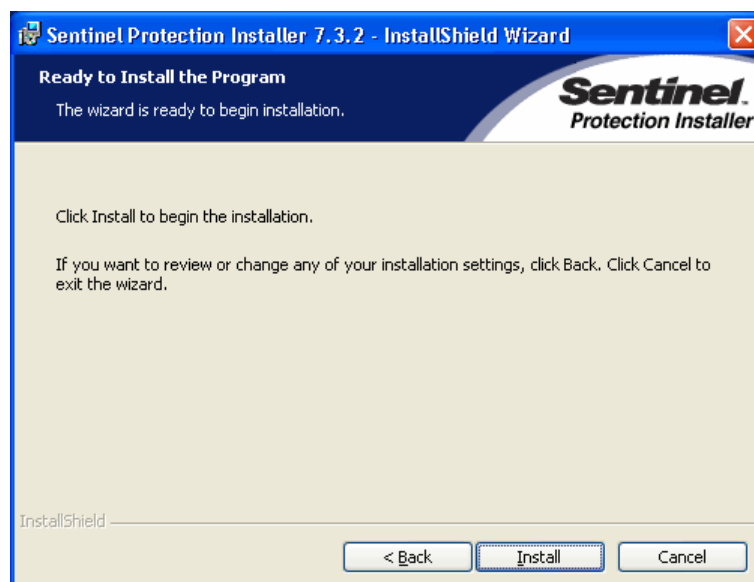 Sentinel Protection Installer 7.3.2 - InstallShield Wizard
Ready to Install the Program
The wizard is ready to begin installation.
Sentinel.
Protection Installer
Click Install to begin the installation.
If you want to review or change any of your installation settings, click Back. Click Cancel to
exit the wizard.
InstallShield
< Back
Install
Cancel